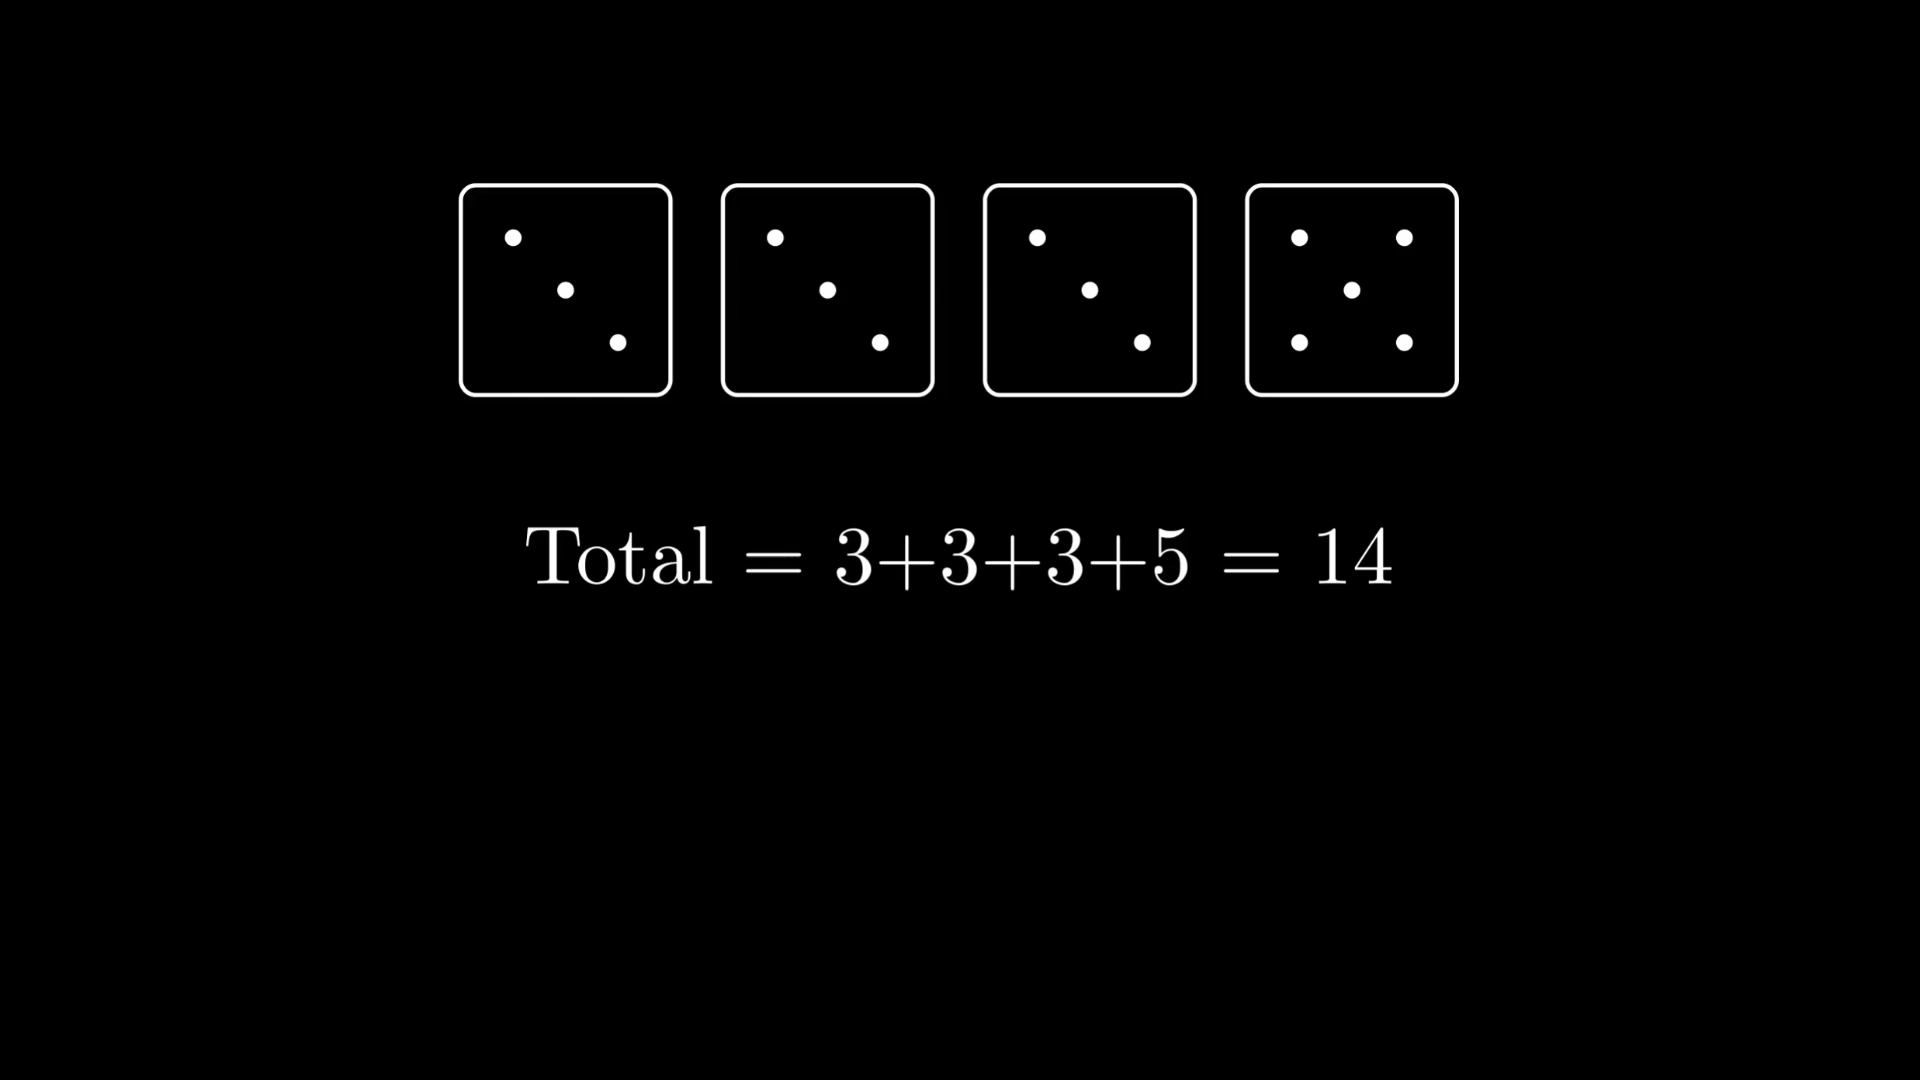 Total = 3+3+3+5 = 14